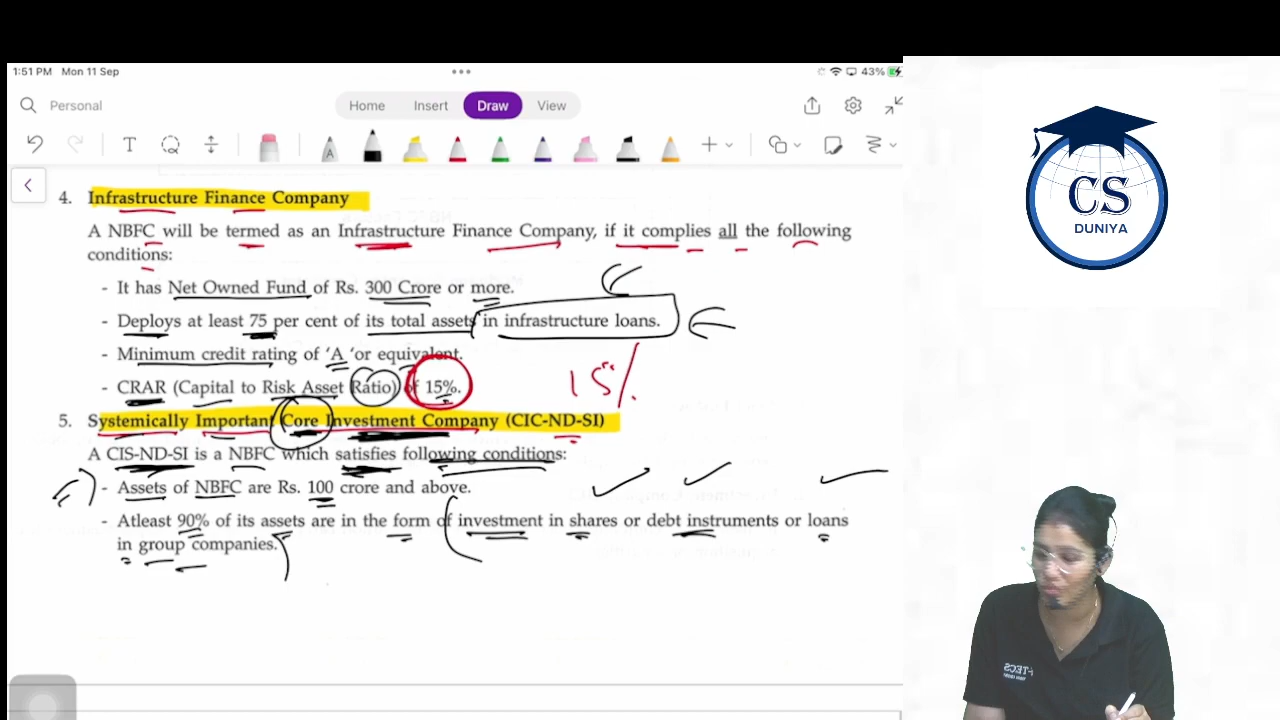 1:51 PM Mon 11 Sep
43%
Personal
Home Insert Draw View
T
A
4. Infrastructure Finance Company
A NBFC will be termed as an Infrastructure Finance Company, if it complies all the following
conditions:
- It has Net Owned Fund of Rs. 300 Crore or more.
- Deploys at least 75 per cent of its total assets in infrastructure loans.
- Minimum credit rating of 'A 'or equivalent.
- CRAR (Capital to Risk Asset Ratio) of 15%.
15%
5. Systemically Important Core Investment Company (CIC-ND-SI)
A CIS-ND-SI is a NBFC which satisfies following conditions:
- Assets of NBFC are Rs. 100 crore and above.
- Atleast 90% of its assets are in the form of investment in shares or debt instruments or loans
in group companies.
CS
DUNIYA